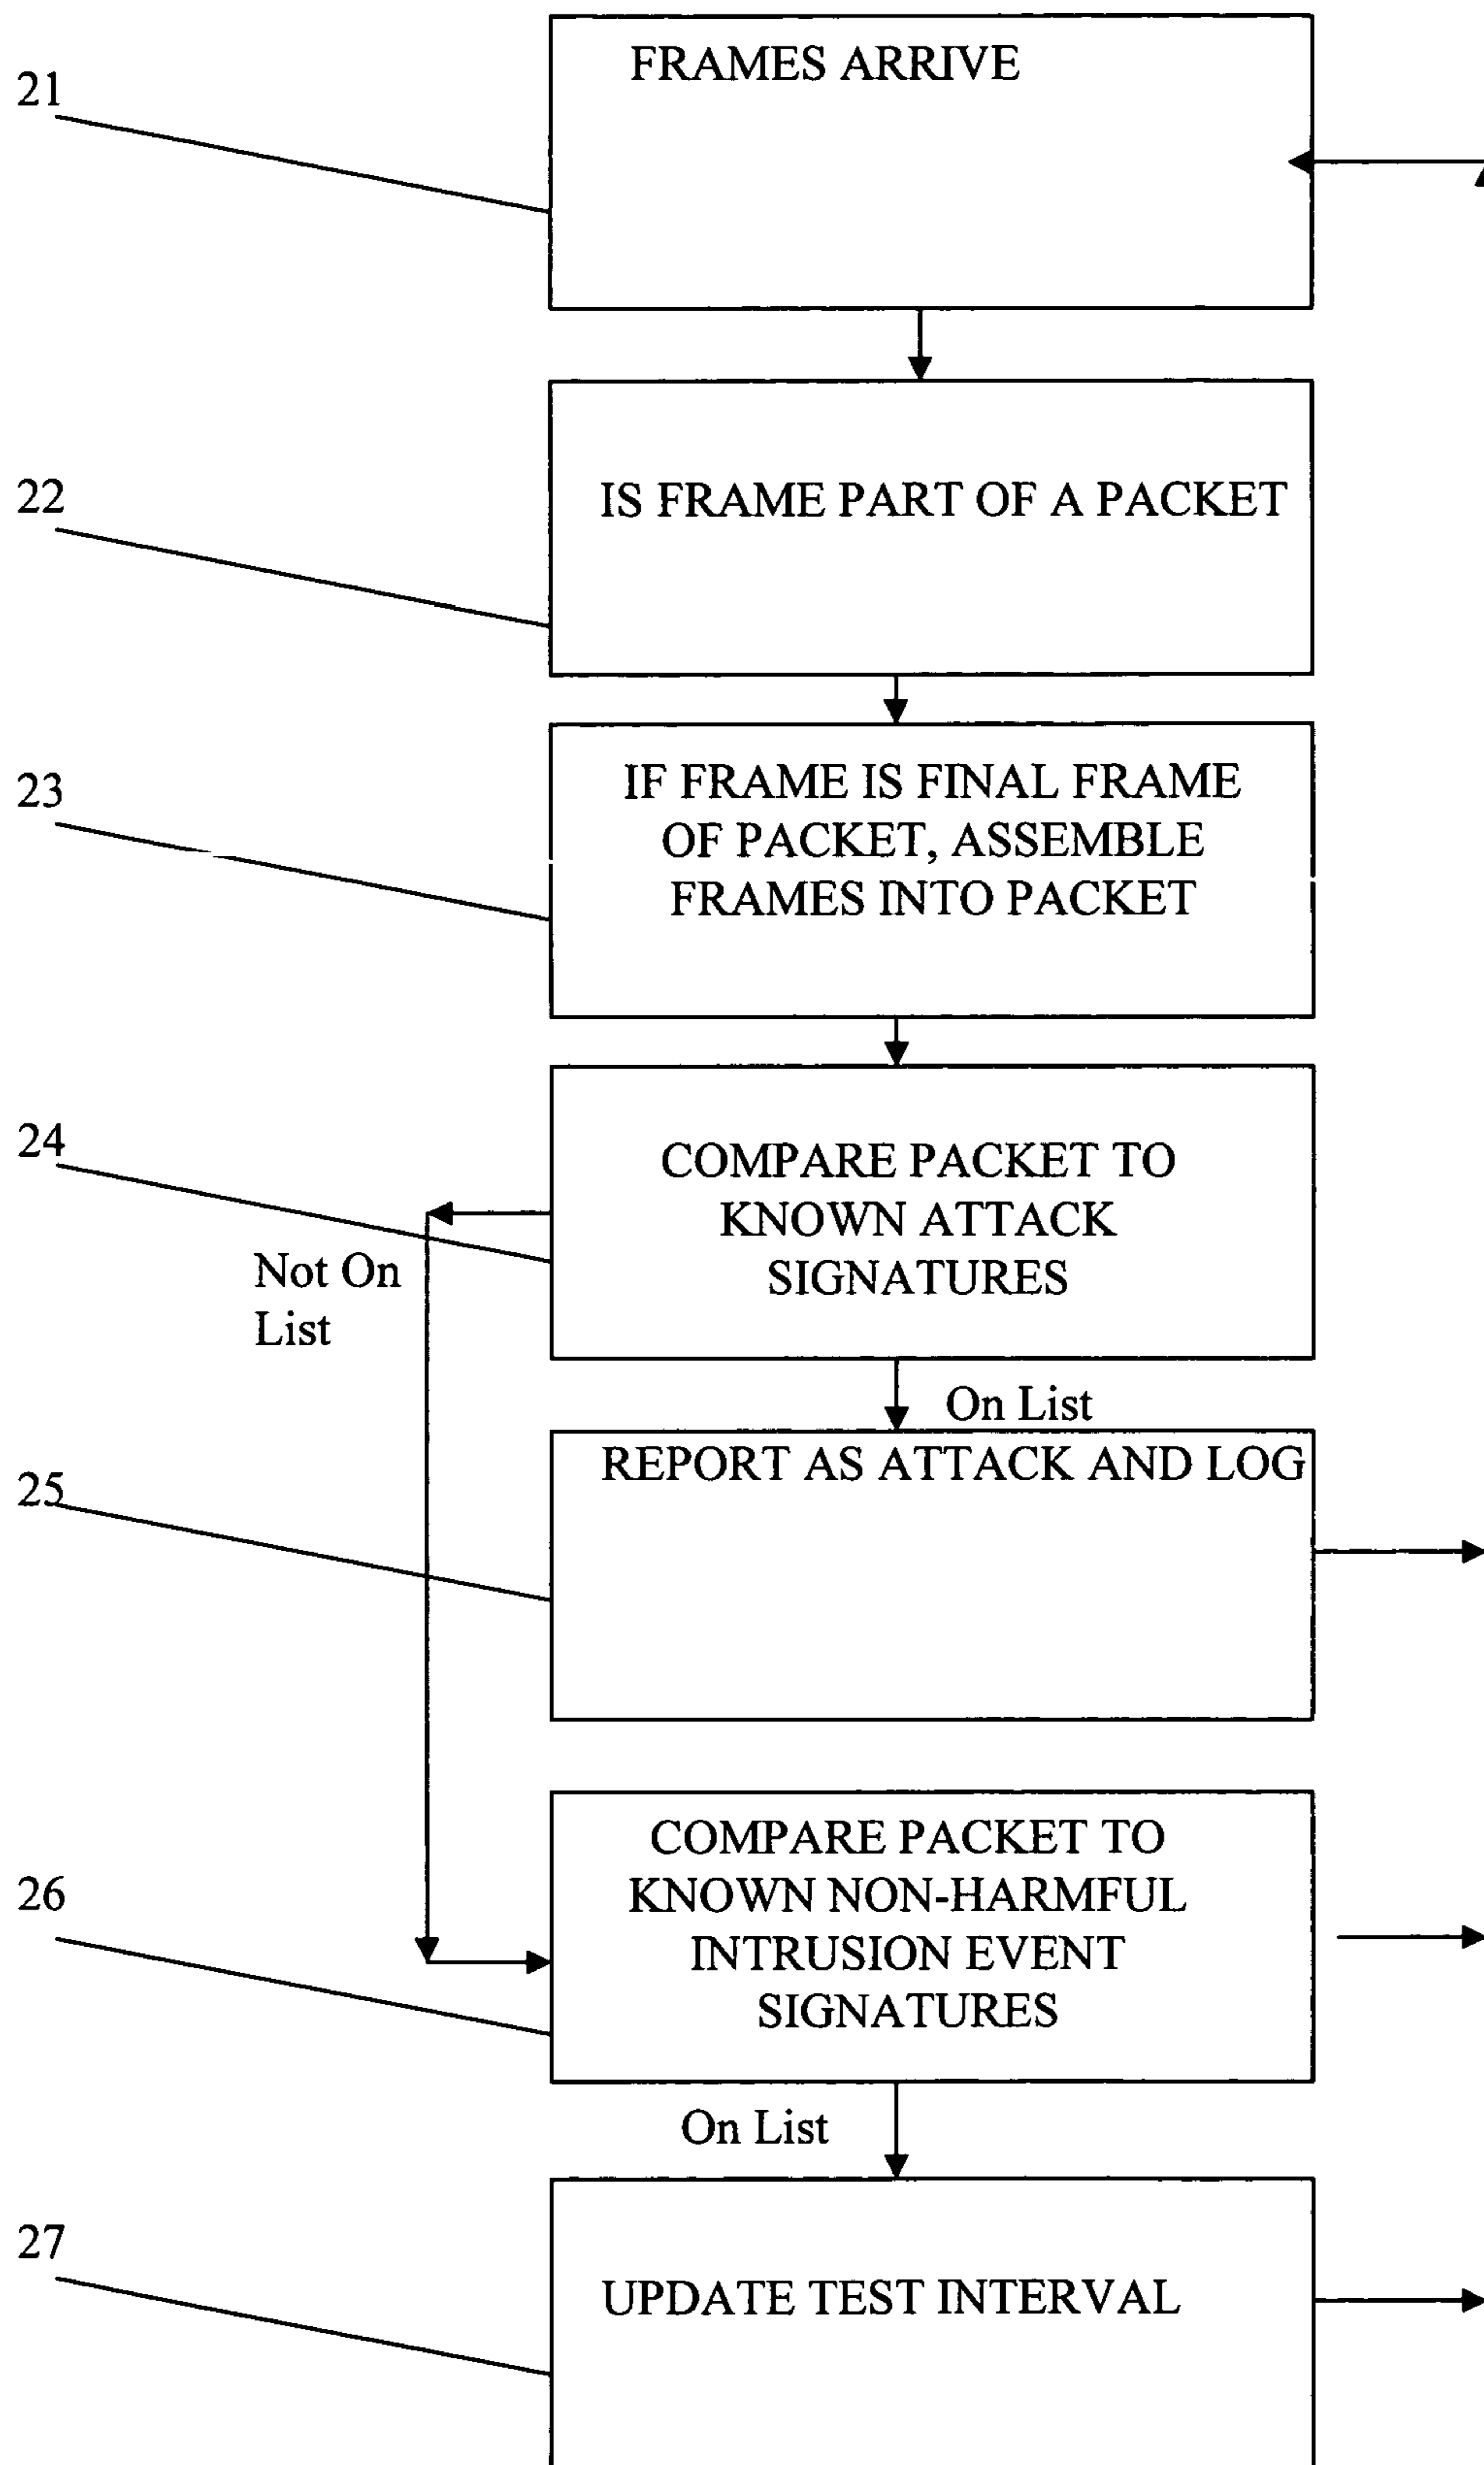 21
FRAMES ARRIVE
22
IS FRAME PART OF A PACKET
23
IF FRAME IS FINAL FRAME
OF PACKET, ASSEMBLE
FRAMES INTO PACKET
24
COMPARE PACKET TO
KNOWN ATTACK
SIGNATURES
Not On
List
On List
25
REPORT AS ATTACK AND LOG
26
COMPARE PACKET TO
KNOWN NON-HARMFUL
INTRUSION EVENT
SIGNATURES
On List
27
UPDATE TEST INTERVAL